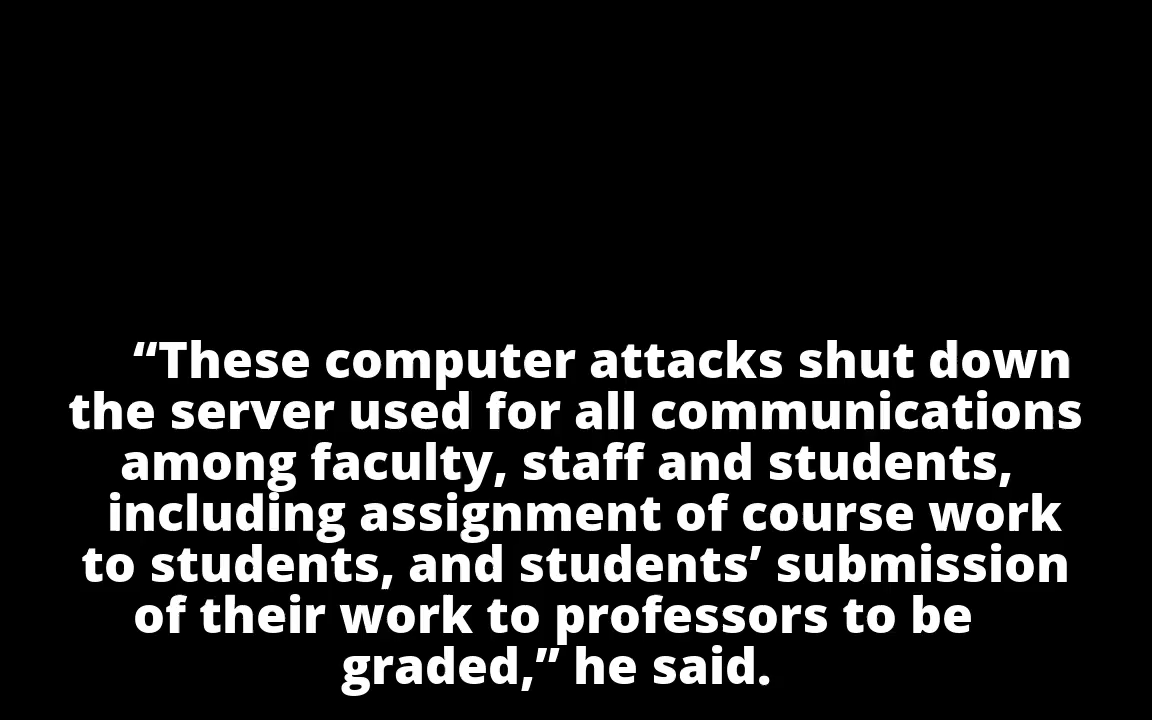 “These computer attacks shut down
the server used for all communications
among faculty, staff and students,
including assignment of course work
to students, and students’ submission
of their work to professors to be
graded,” he said.